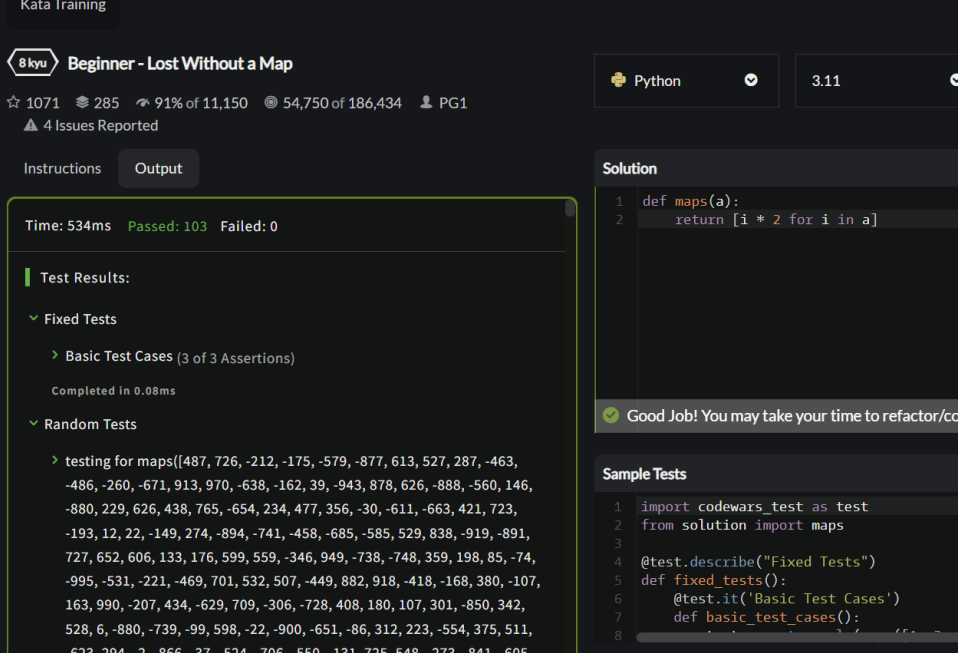 Kata Training
8 kyu Beginner - Lost Without a Map
1071 285 91% of 11,150 54,750 of 186,434 PG1
4 Issues Reported
Instructions Output
Time: 534ms Passed: 103 Failed: 0
Test Results:
Fixed Tests
Basic Test Cases (3 of 3 Assertions)
Completed in 0.08ms
Random Tests
testing for maps([487, 726, -212, -175, -579, -877, 613, 527, 287, -463,
-486, -260, -671, 913, 970, -638, -162, 39, -943, 878, 626, -888, -560, 146,
-880, 229, 626, 438, 765, -654, 234, 477, 356, -30, -611, -663, 421, 723,
-193, 12, 22, -149, 274, -894, -741, -458, -685, -585, 529, 838, -919, -891,
727, 652, 606, 133, 176, 599, 559, -346, 949, -738, -748, 359, 198, 85, -74,
-995, -531, -221, -469, 701, 532, 507, -449, 882, 918, -418, -168, 380, -107,
163, 990, -207, 434, -629, 709, -306, -728, 408, 180, 107, 301, -850, 342,
528, 6, -880, -739, -99, 598, -22, -900, -651, -86, 312, 223, -554, 375, 511,
Python
3.11
Solution
1 def maps(a):
2 return [i * 2 for i in a]
Good Job! You may take your time to refactor/co
Sample Tests
1 import codewars_test as test
2 from solution import maps
3
4 @test.describe("Fixed Tests")
5 def fixed_tests():
6 @test.it('Basic Test Cases')
7 def basic_test_cases():
8